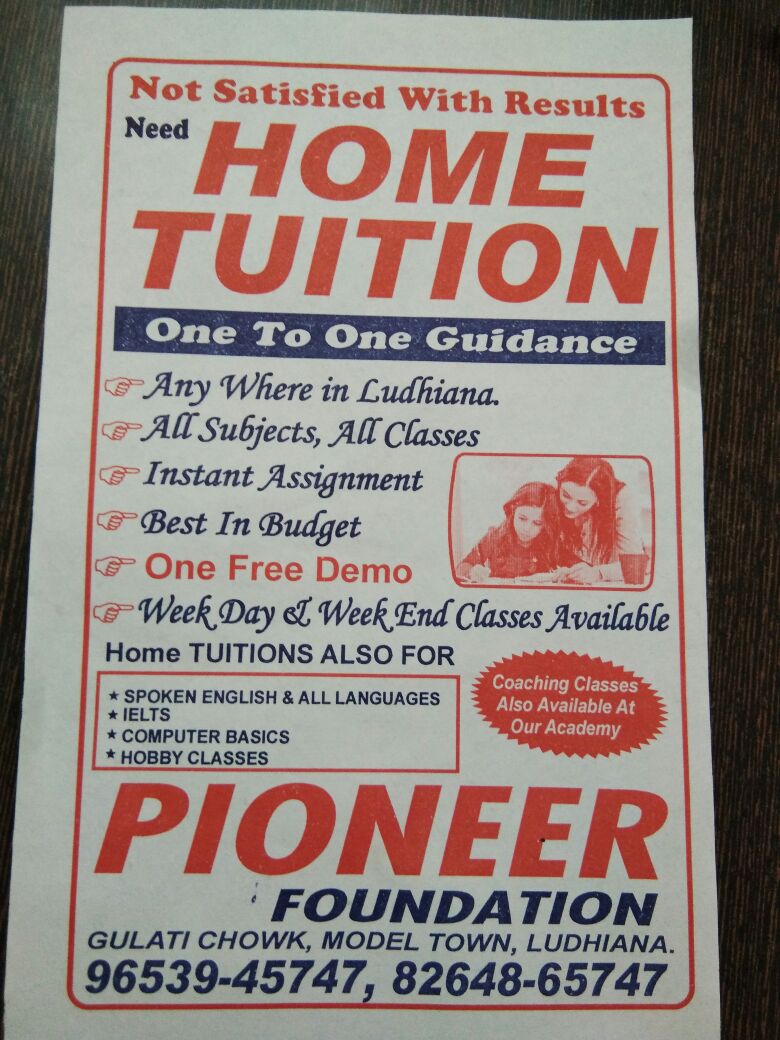 Not Satisfied With Results
Need
HOME
TUITION
One To One Guidance
Any Where in Ludhiana.
All Subjects, All Classes
Instant Assignment
Best In Budget
One Free Demo
Week Day & Week End Classes Available
Home TUITIONS ALSO FOR
★ SPOKEN ENGLISH & ALL LANGUAGES
★ IELTS
★ COMPUTER BASICS
★ HOBBY CLASSES
Coaching Classes
Also Available At
Our Academy
PIONEER
FOUNDATION
GULATI CHOWK, MODEL TOWN, LUDHIANA.
96539-45747, 82648-65747